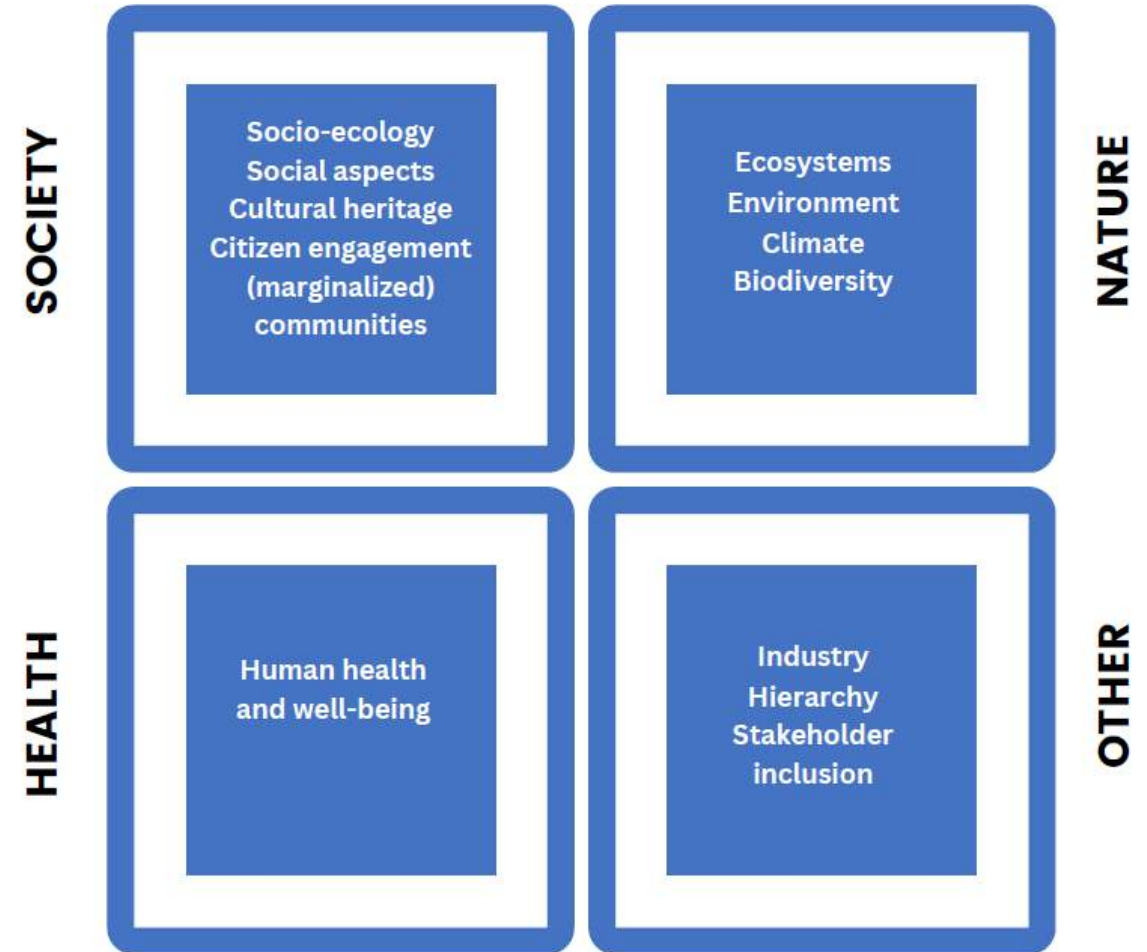 SOCIETY
Socio-ecology
Social aspects
Cultural heritage
Citizen engagement
(marginalized)
communities
NATURE
Ecosystems
Environment
Climate
Biodiversity
HEALTH
Human health
and well-being
OTHER
Industry
Hierarchy
Stakeholder
inclusion